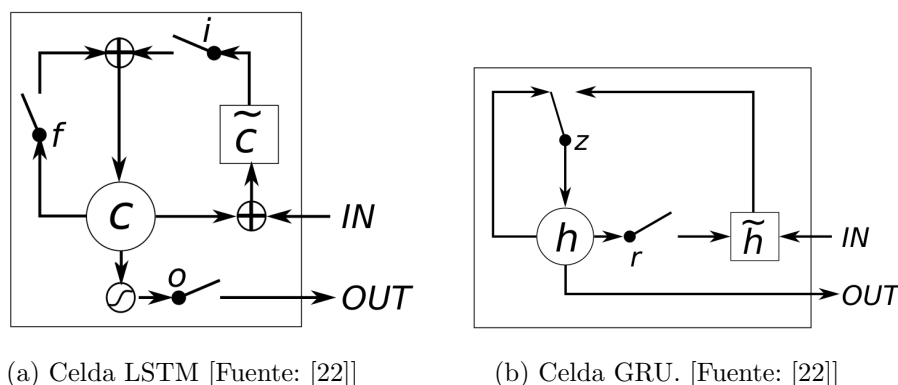 i
f
c̃
c
IN
o
OUT
z
h
r
h̃
IN
OUT
(a) Celda LSTM [Fuente: [22]]
(b) Celda GRU. [Fuente: [22]]